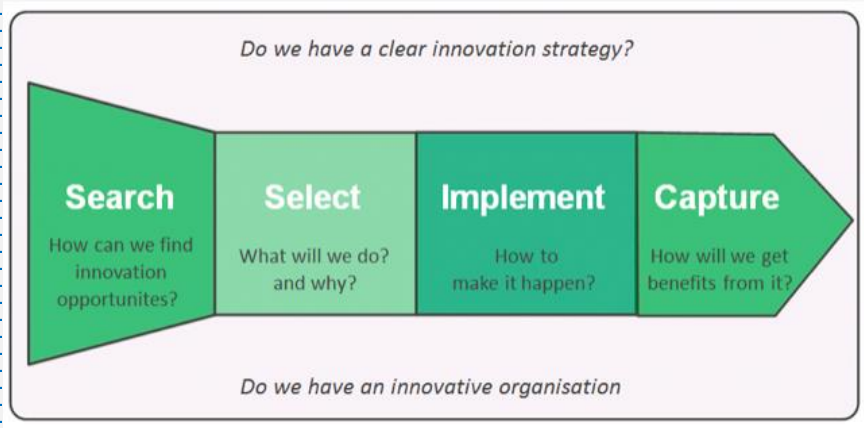 Do we have a clear innovation strategy?
Search
How can we find
innovation
opportunites?
Select
What will we do?
and why?
Implement
How to
make it happen?
Capture
How will we get
benefits from it?
Do we have an innovative organisation